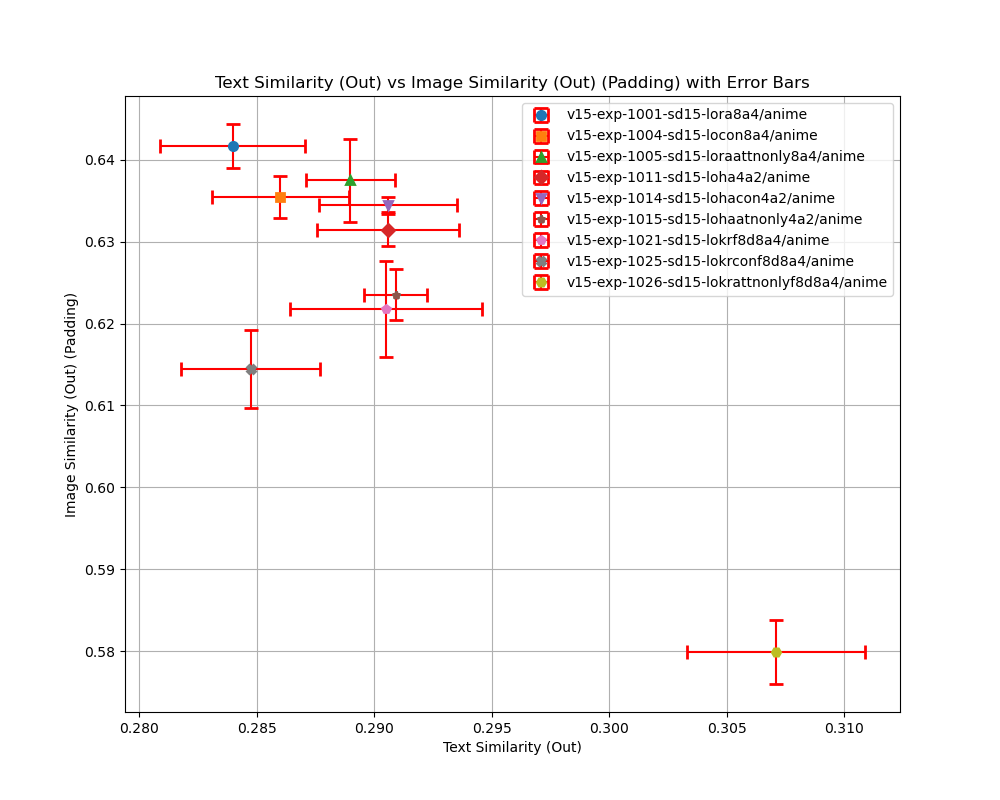 Text Similarity (Out) vs Image Similarity (Out) (Padding) with Error Bars
v15-exp-1001-sd15-lora8a4/anime
v15-exp-1004-sd15-locon8a4/anime
v15-exp-1005-sd15-loraattnonly8a4/anime
v15-exp-1011-sd15-loha4a2/anime
v15-exp-1014-sd15-lohacon4a2/anime
v15-exp-1015-sd15-lohaatnonly4a2/anime
v15-exp-1021-sd15-lokrf8d8a4/anime
v15-exp-1025-sd15-lokrconf8d8a4/anime
v15-exp-1026-sd15-lokrattnonlyf8d8a4/anime
Image Similarity (Out) (Padding)
0.64
0.63
0.62
0.61
0.60
0.59
0.58
0.280 0.285 0.290 0.295 0.300 0.305 0.310
Text Similarity (Out)